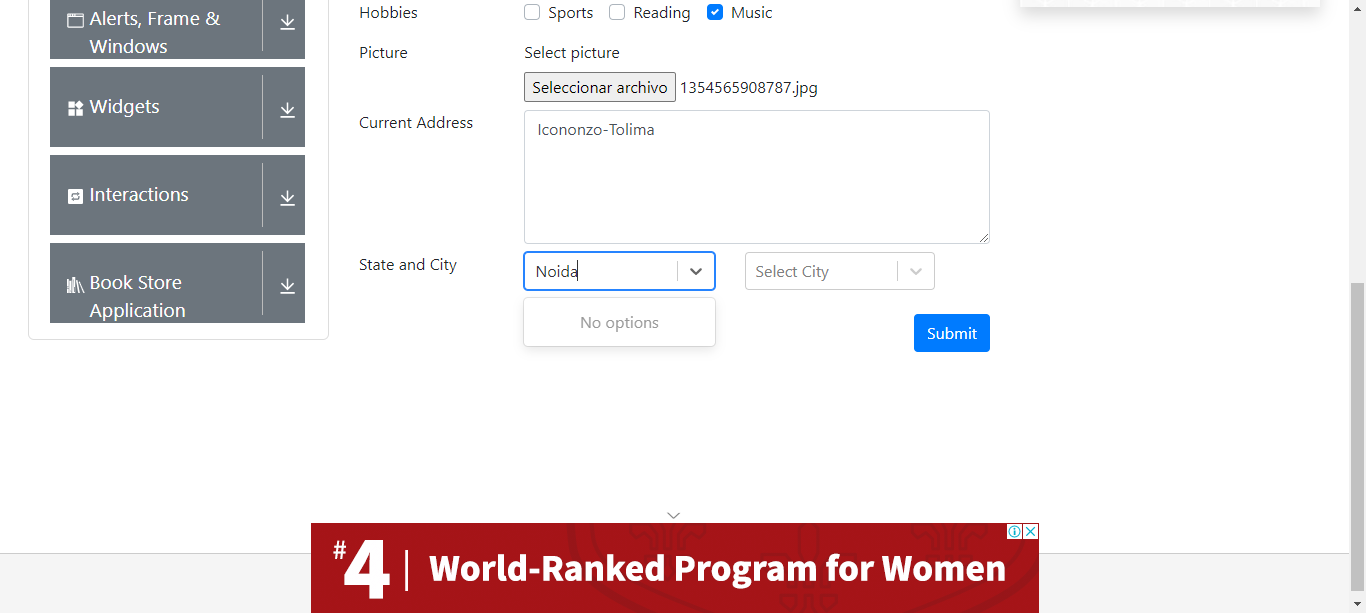 Alerts, Frame &
Windows
Widgets
Interactions
Book Store
Application
Hobbies
Sports Reading Music
Picture
Select picture
Seleccionar archivo 1354565908787.jpg
Current Address
Icononzo-Tolima
State and City
Noida
Select City
No options
Submit
#4 | World-Ranked Program for Women